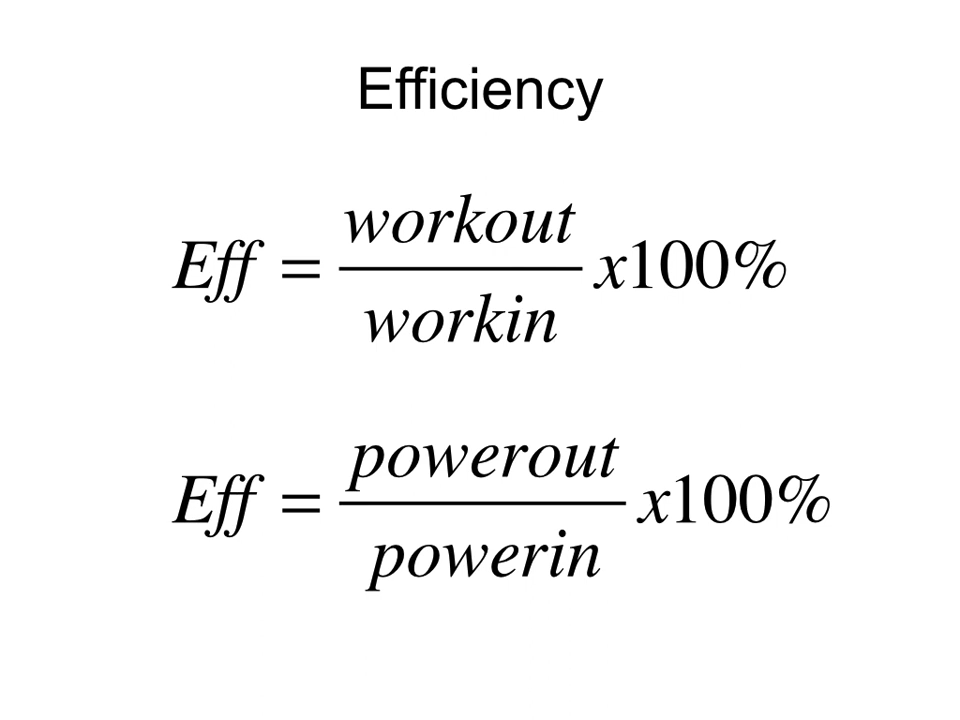 Efficiency
Eff = workout/workin x100%
Eff = powerout/powerin x100%